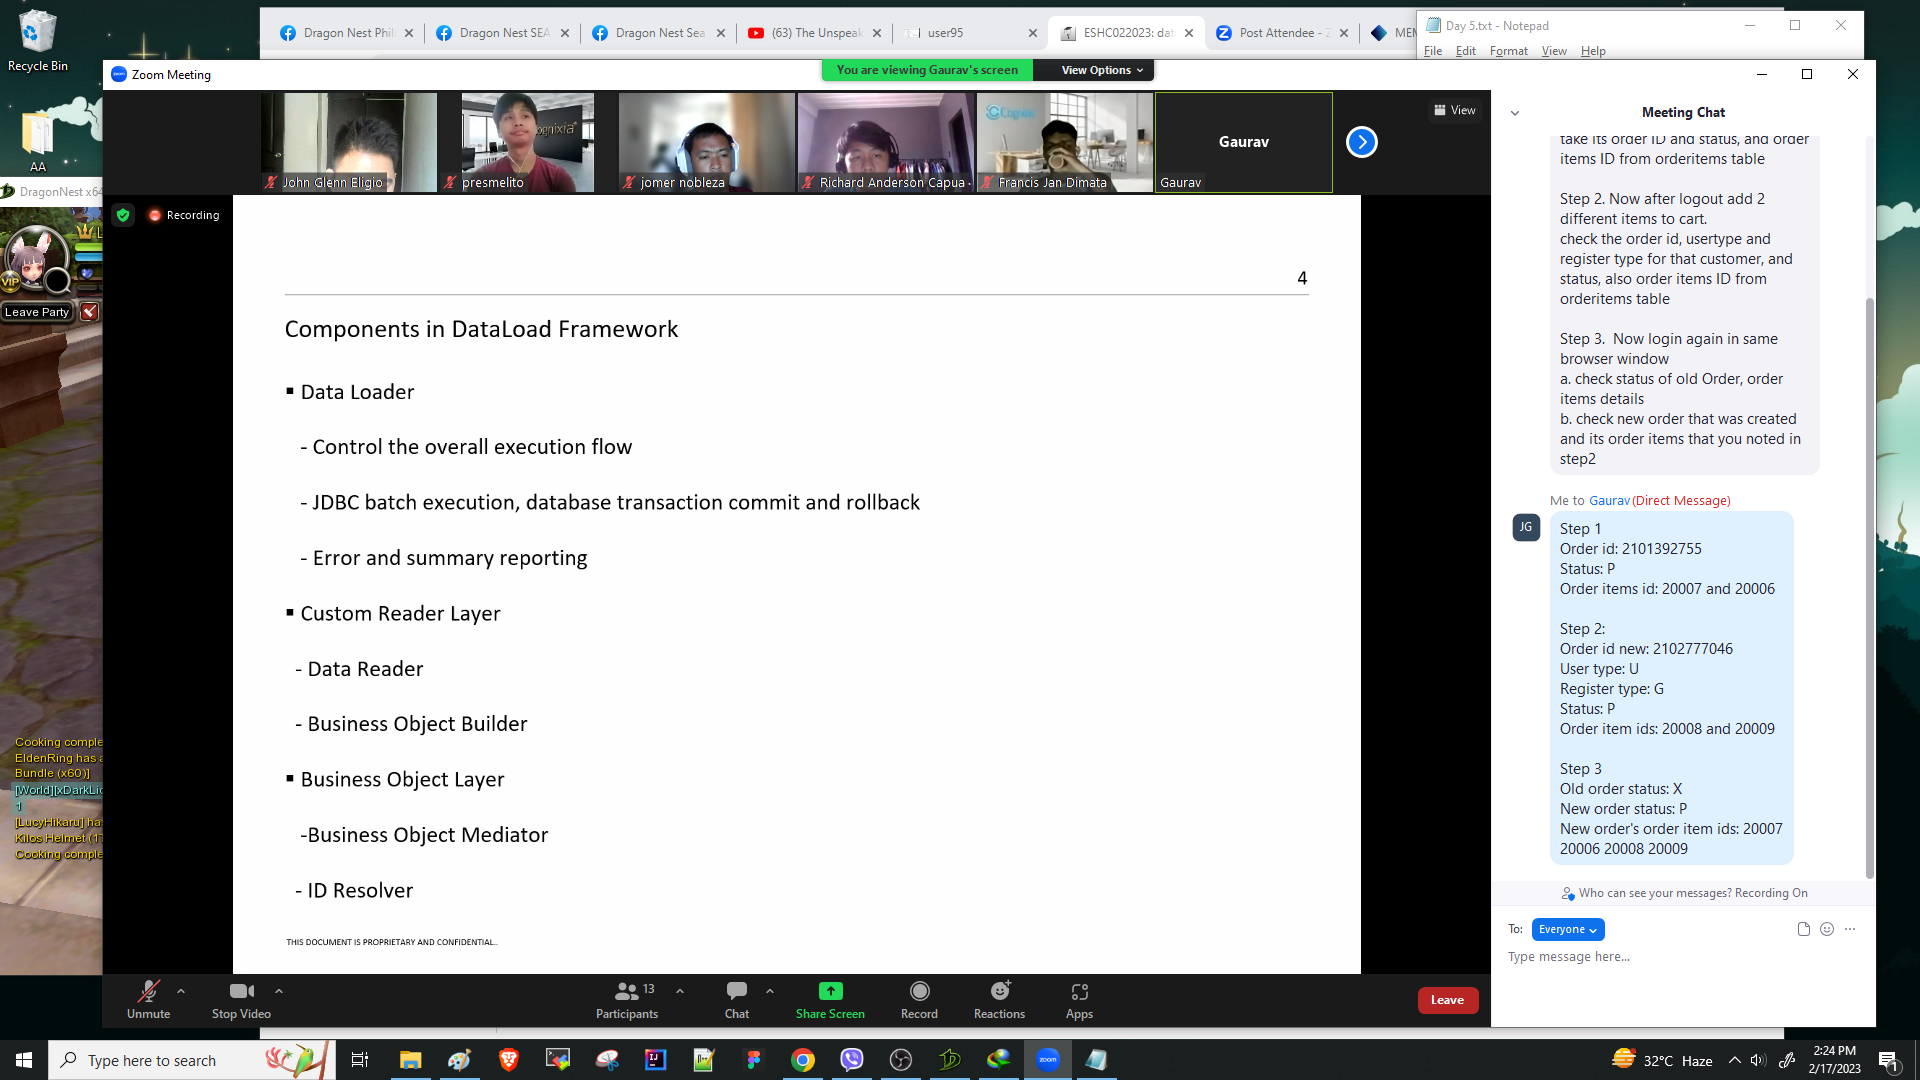 Recycle Bin
AA
DragonNest x64
VIP
Leave Party
Cooking comple
EldenRing has a
Bundle (x60)]
[World][xDarkLic
1
[LucyHikaru] ha
Kilos Helmet (1T
Cooking comple
Dragon Nest Phil
Dragon Nest SEA
Dragon Nest Sea
(63) The Unspeak
user95
ESHC022023: dat
Post Attendee - Z
MEM
Day 5.txt - Notepad
File Edit Format View Help
Zoom Meeting
You are viewing Gaurav's screen
View Options
View
John Glenn Eligio
presmelito
jomer nobleza
Richard Anderson Capua
Francis Jan Dimata
Gaurav
Gaurav
Recording
4
Components in DataLoad Framework
▪ Data Loader
- Control the overall execution flow
- JDBC batch execution, database transaction commit and rollback
- Error and summary reporting
▪ Custom Reader Layer
- Data Reader
- Business Object Builder
▪ Business Object Layer
-Business Object Mediator
- ID Resolver
THIS DOCUMENT IS PROPRIETARY AND CONFIDENTIAL..
Meeting Chat
take its order ID and status, and order
items ID from orderitems table
Step 2. Now after logout add 2
different items to cart.
check the order id, usertype and
register type for that customer, and
status, also order items ID from
orderitems table
Step 3.  Now login again in same
browser window
a. check status of old Order, order
items details
b. check new order that was created
and its order items that you noted in
step2
Me to Gaurav (Direct Message)
JG
Step 1
Order id: 2101392755
Status: P
Order items id: 20007 and 20006
Step 2:
Order id new: 2102777046
User type: U
Register type: G
Status: P
Order item ids: 20008 and 20009
Step 3
Old order status: X
New order status: P
New order's order item ids: 20007
20006 20008 20009
Who can see your messages? Recording On
To: Everyone
Type message here...
Unmute
Stop Video
13
Participants
Chat
Share Screen
Record
Reactions
Apps
Leave
Type here to search
32°C Haze
2:24 PM
2/17/2023
1